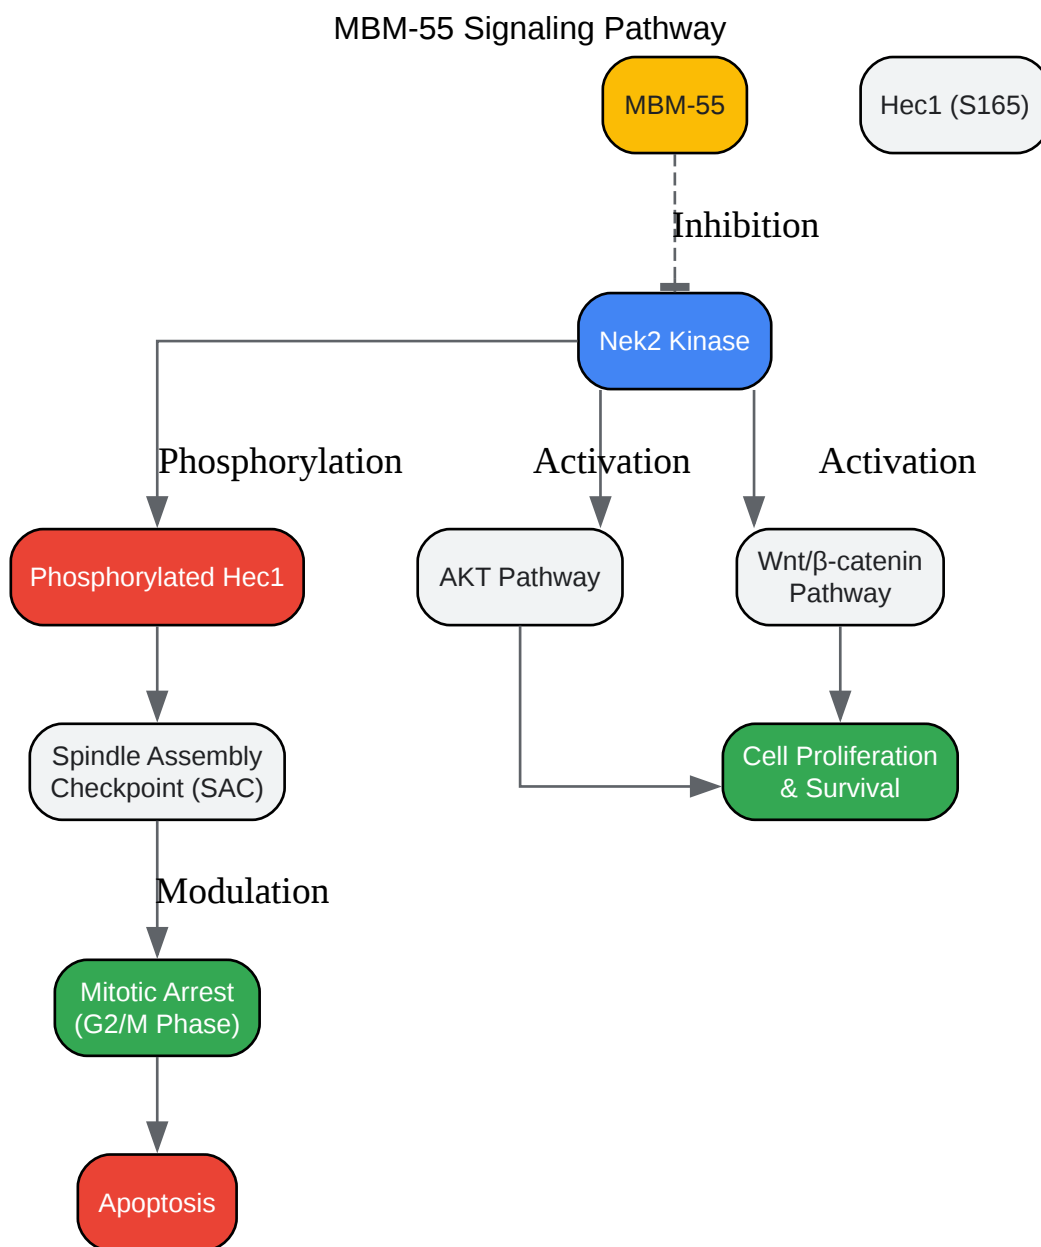 MBM-55 Signaling Pathway
MBM-55
Hec1 (S165)
Inhibition
Nek2 Kinase
Phosphorylation
Activation
Activation
Phosphorylated Hec1
AKT Pathway
Wnt/β-catenin
Pathway
Spindle Assembly
Checkpoint (SAC)
Cell Proliferation
& Survival
Modulation
Mitotic Arrest
(G2/M Phase)
Apoptosis